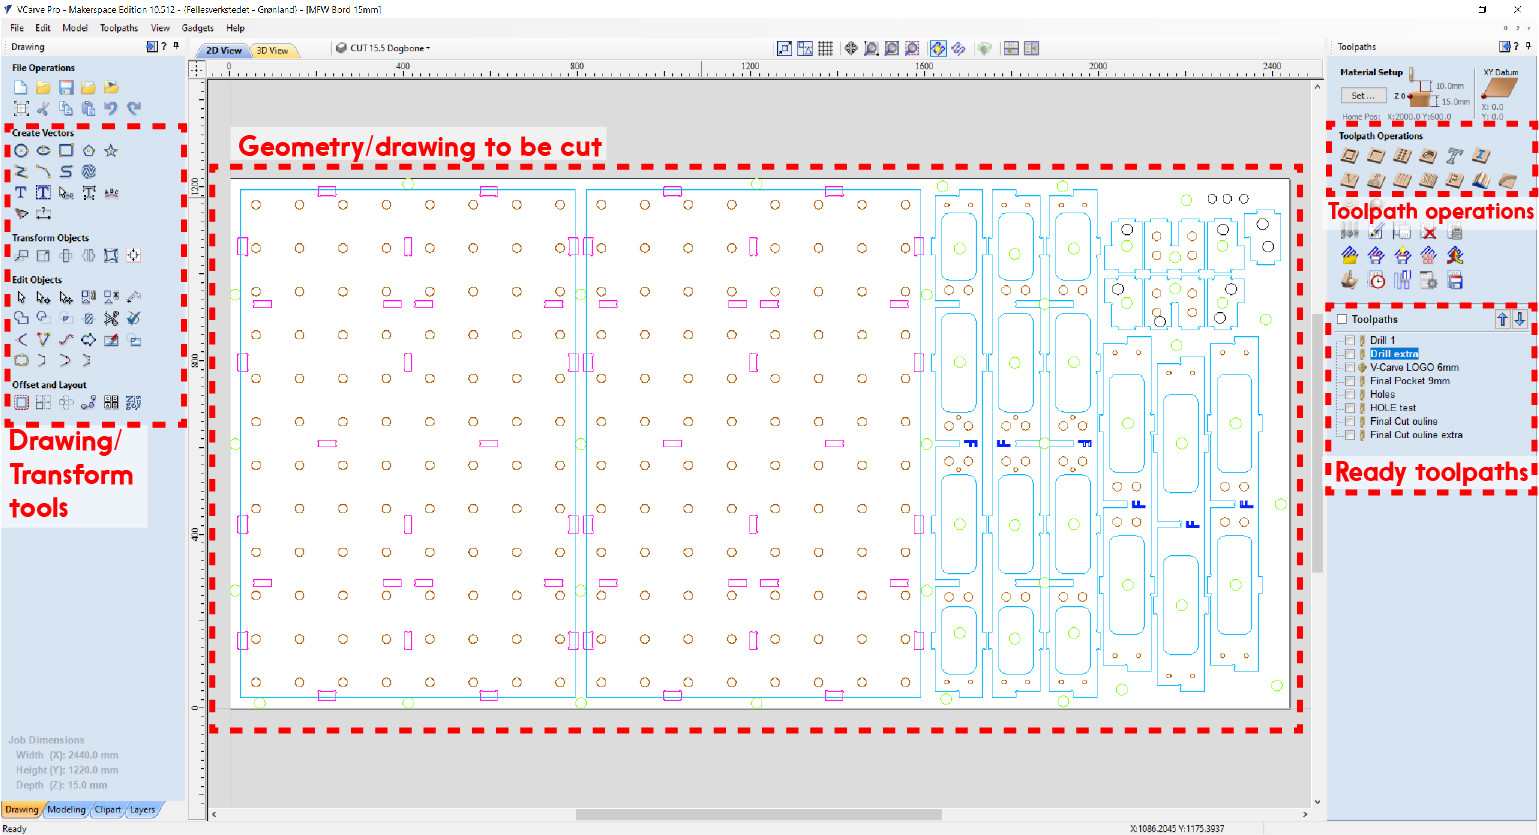 VCarve Pro - Makerspace Edition 10.512 - {Fellesverkstedet - Grønland} - [MFW Bord 15mm]
File Edit Model Toolpaths View Gadgets Help
Drawing
2D View
3D View
CUT 15.5 Dogbone
Toolpaths
File Operations
0 400 800 1200 1600 2000 2400
Material Setup
XY Datum
Set ...
Z 0
10.0mm
15.0mm
X: 0.0
Y: 0.0
Home Pos: X:2000.0 Y:600.0
Create Vectors
Geometry/drawing to be cut
Toolpath Operations
Toolpath operations
Transform Objects
Edit Objects
1200
800
400
0
F F F
F F F
Offset and Layout
Drawing/
Transform
tools
Toolpaths
Drill 1
Drill extra
V-Carve LOGO 6mm
Final Pocket 9mm
Holes
HOLE test
Final Cut ouline
Final Cut ouline extra
Ready toolpaths
Job Dimensions
Width (X): 2440.0 mm
Height (Y): 1220.0 mm
Depth (Z): 15.0 mm
Drawing Modeling Clipart Layers
Ready
X:1086.2045 Y:1175.3937